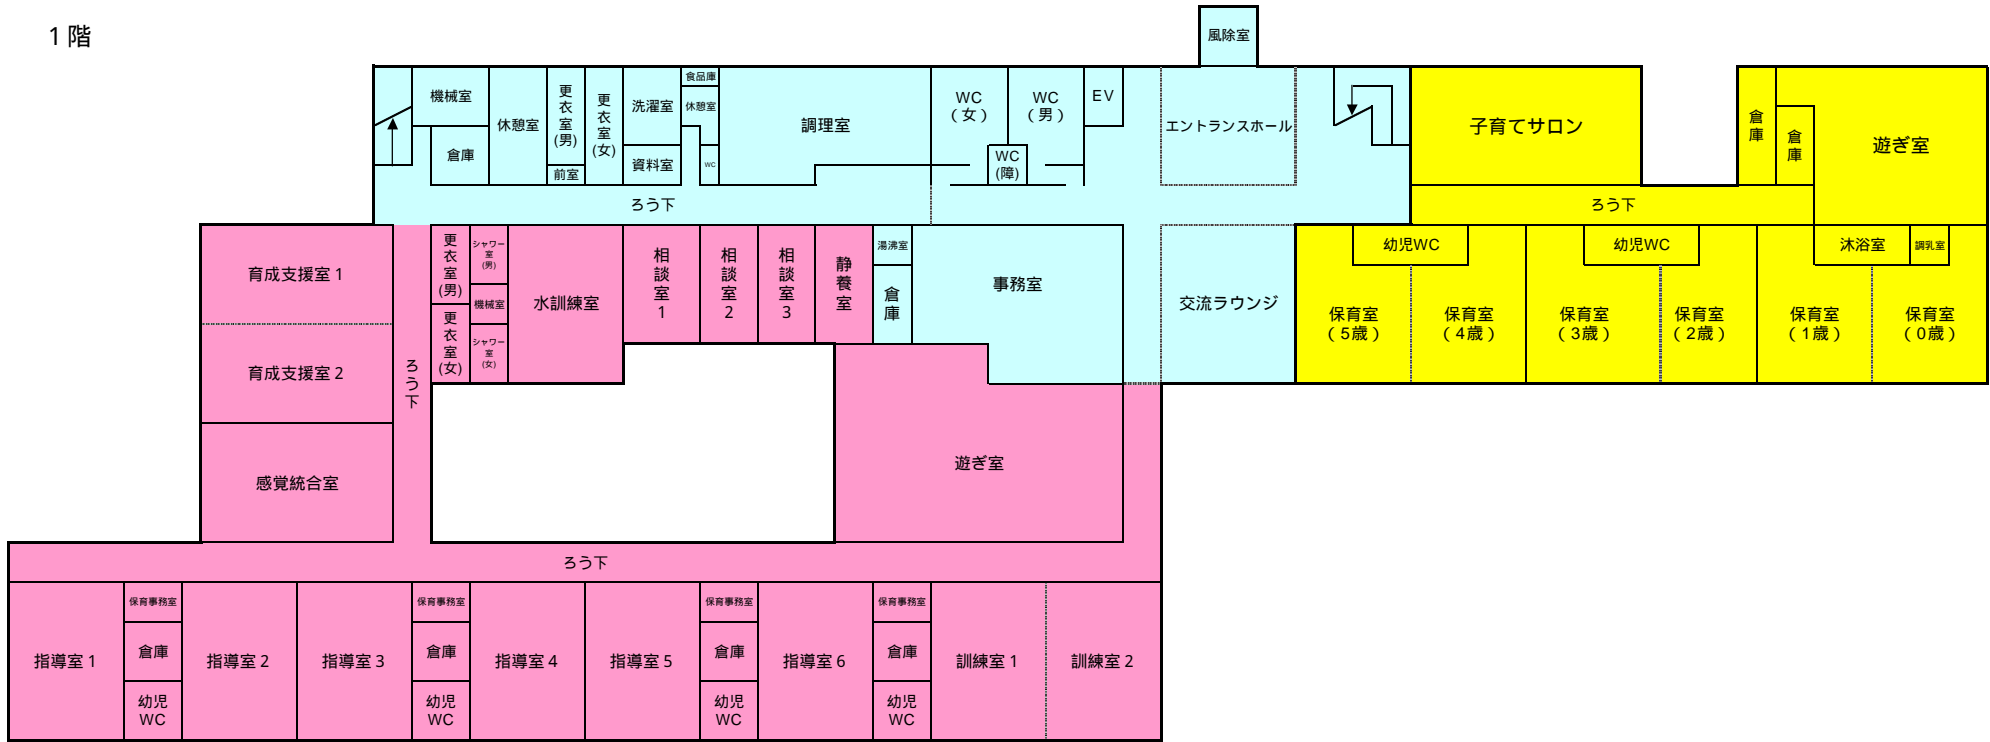 1階
風除室
機械室
倉庫
休憩室
更衣室(男)
前室
更衣室(女)
洗濯室
資料室
食品庫
休憩室
WC
調理室
WC
（女）
WC
（男）
WC
(障)
EV
エントランスホール
子育てサロン
倉庫
倉庫
遊ぎ室
ろう下
ろう下
育成支援室1
育成支援室2
感覚統合室
ろう下
更衣室(男)
更衣室(女)
シャワー
室
(男)
機械室
シャワー
室
(女)
水訓練室
相談室1
相談室2
相談室3
静養室
湯沸室
倉庫
事務室
交流ラウンジ
幼児WC
保育室
（5歳）
保育室
（4歳）
幼児WC
保育室
（3歳）
保育室
（2歳）
沐浴室
調乳室
保育室
（1歳）
保育室
（0歳）
遊ぎ室
ろう下
指導室1
保育事務室
倉庫
幼児
WC
指導室2
指導室3
保育事務室
倉庫
幼児
WC
指導室4
指導室5
保育事務室
倉庫
幼児
WC
指導室6
保育事務室
倉庫
幼児
WC
訓練室1
訓練室2